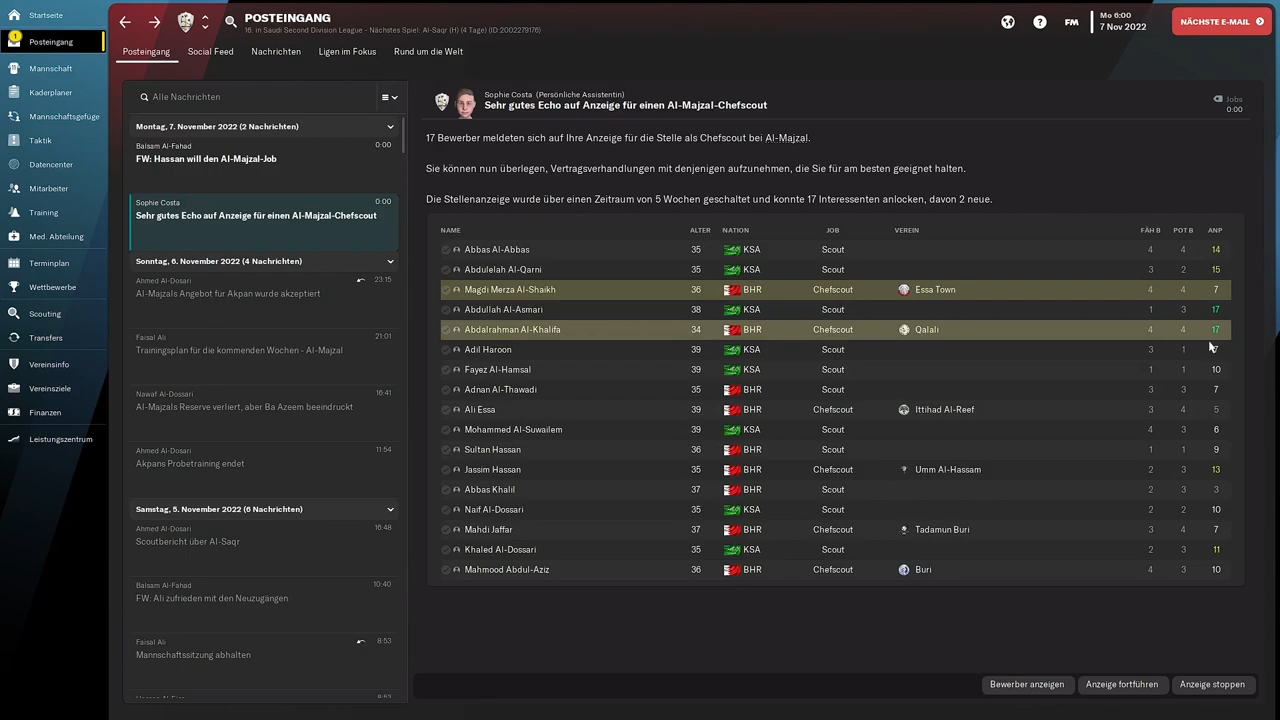 Startseite
1
Posteingang
Mannschaft
Kaderplaner
Mannschaftsgefüge
Taktik
Datencenter
Mitarbeiter
Training
Med. Abteilung
Terminplan
Wettbewerbe
Scouting
Transfers
Vereinsinfo
Vereinsziele
Finanzen
Leistungszentrum
POSTEINGANG
16. in Saudi Second Division League - Nächstes Spiel: Al-Saqr (H) (4 Tage) (ID:2002279176)
FM
Mo 6:00
7 Nov 2022
NÄCHSTE E-MAIL
Posteingang Social Feed Nachrichten Ligen im Fokus Rund um die Welt
Alle Nachrichten
Montag, 7. November 2022 (2 Nachrichten)
Balsam Al-Fahad 0:00
FW: Hassan will den Al-Majzal-Job
Sophie Costa 0:00
Sehr gutes Echo auf Anzeige für einen Al-Majzal-Chefscout
Sonntag, 6. November 2022 (4 Nachrichten)
Ahmed Al-Dosari 23:15
Al-Majzals Angebot für Akpan wurde akzeptiert
Faisal Ali 21:01
Trainingsplan für die kommenden Wochen - Al-Majzal
Nawaf Al-Dossari 16:41
Al-Majzals Reserve verliert, aber Ba Azeem beeindruckt
11:54
Akpans Probetraining endet
Samstag, 5. November 2022 (6 Nachrichten)
Ahmed Al-Dosari 16:48
Scoutbericht über Al-Saqr
Balsam Al-Fahad 10:40
FW: Ali zufrieden mit den Neuzugängen
Faisal Ali 8:53
Mannschaftssitzung abhalten
Sophie Costa (Persönliche Assistentin)
Sehr gutes Echo auf Anzeige für einen Al-Majzal-Chefscout
Jobs
0:00
17 Bewerber meldeten sich auf Ihre Anzeige für die Stelle als Chefscout bei Al-Majzal.
Sie können nun überlegen, Vertragsverhandlungen mit denjenigen aufzunehmen, die Sie für am besten geeignet halten.
Die Stellenanzeige wurde über einen Zeitraum von 5 Wochen geschaltet und konnte 17 Interessenten anlocken, davon 2 neue.
NAME ALTER NATION JOB VEREIN FÄH B POT B ANP
Abbas Al-Abbas 35 KSA Scout 4 4 14
Abdulelah Al-Qarni 35 KSA Scout 3 2 15
Magdi Merza Al-Shaikh 36 BHR Chefscout Essa Town 4 4 7
Abdullah Al-Asmari 38 KSA Scout 1 3 17
Abdalrahman Al-Khalifa 34 BHR Chefscout Qalali 4 4 17
Adil Haroon 39 KSA Scout 3 1
Fayez Al-Hamsal 39 KSA Scout 1 1 10
Adnan Al-Thawadi 35 BHR Scout 3 3 7
Ali Essa 39 BHR Chefscout Ittihad Al-Reef 3 4 5
Mohammed Al-Suwailem 39 KSA Scout 4 3 6
Sultan Hassan 36 BHR Scout 1 1 9
Jassim Hassan 35 BHR Chefscout Umm Al-Hassam 2 3 13
Abbas Khalil 37 BHR Scout 2 3 3
Naif Al-Dossari 35 KSA Scout 2 2 10
Mahdi Jaffar 37 BHR Chefscout Tadamun Buri 3 4 7
Khaled Al-Dossari 35 KSA Scout 2 3 11
Mahmood Abdul-Aziz 36 BHR Chefscout Buri 4 3 10
Bewerber anzeigen Anzeige fortführen Anzeige stoppen